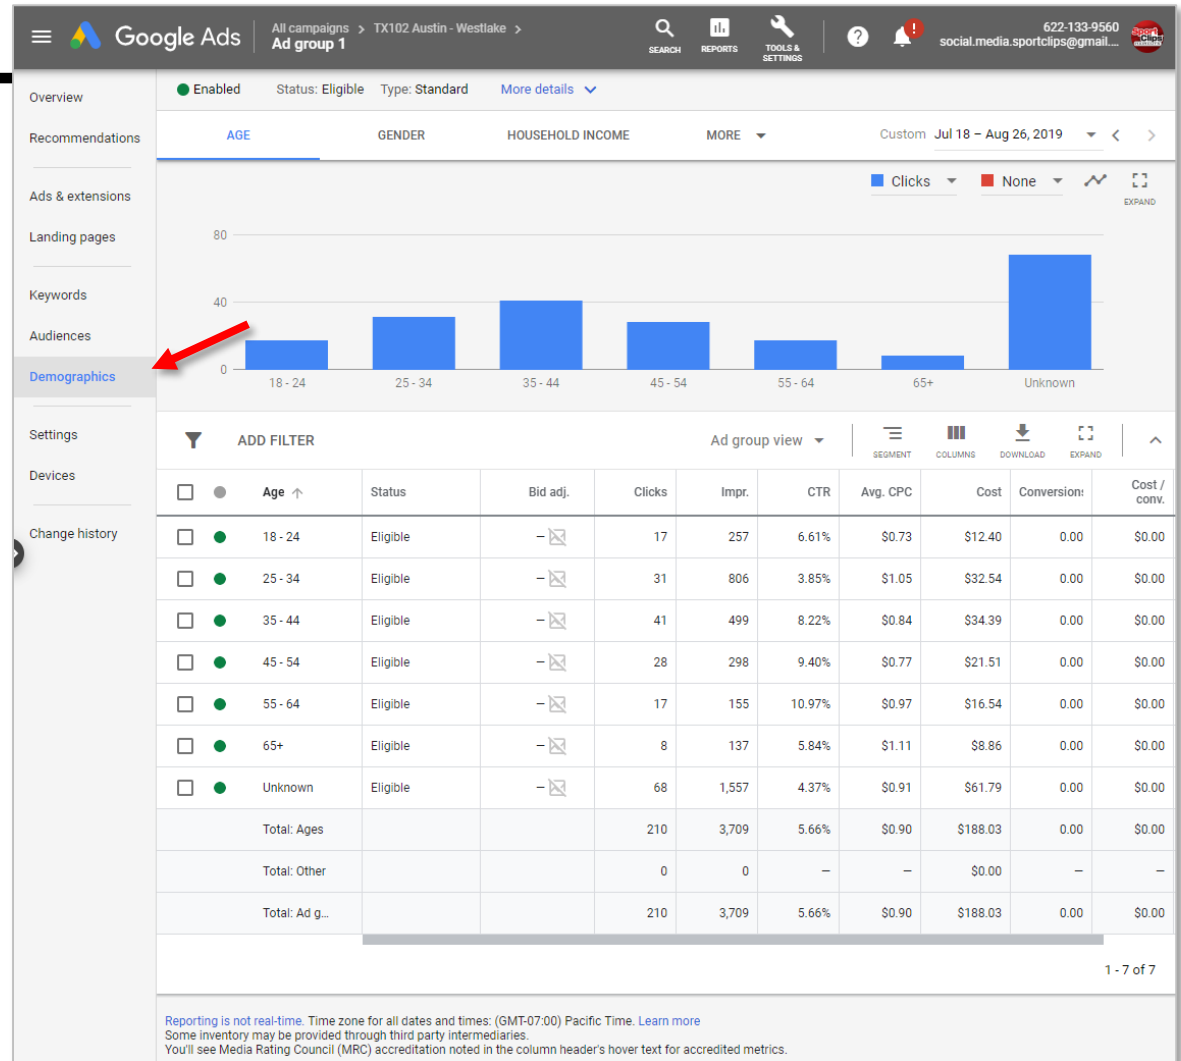 Google Ads
All campaigns > TX102 Austin - Westlake >
Ad group 1
SEARCH
REPORTS
TOOLS & SETTINGS
?
!
622-133-9560
social.media.sportclips@gmail....
Sport Clips
Overview
Recommendations
Ads & extensions
Landing pages
Keywords
Audiences
Demographics
Settings
Devices
Change history
Enabled Status: Eligible Type: Standard More details
AGE GENDER HOUSEHOLD INCOME MORE Custom Jul 18 – Aug 26, 2019
Clicks None
EXPAND
80
40
0
18 - 24 25 - 34 35 - 44 45 - 54 55 - 64 65+ Unknown
ADD FILTER Ad group view SEGMENT COLUMNS DOWNLOAD EXPAND
Age Status Bid adj. Clicks Impr. CTR Avg. CPC Cost Conversions Cost / conv.
18 - 24 Eligible – 17 257 6.61% $0.73 $12.40 0.00 $0.00
25 - 34 Eligible – 31 806 3.85% $1.05 $32.54 0.00 $0.00
35 - 44 Eligible – 41 499 8.22% $0.84 $34.39 0.00 $0.00
45 - 54 Eligible – 28 298 9.40% $0.77 $21.51 0.00 $0.00
55 - 64 Eligible – 17 155 10.97% $0.97 $16.54 0.00 $0.00
65+ Eligible – 8 137 5.84% $1.11 $8.86 0.00 $0.00
Unknown Eligible – 68 1,557 4.37% $0.91 $61.79 0.00 $0.00
Total: Ages 210 3,709 5.66% $0.90 $188.03 0.00 $0.00
Total: Other 0 0 – – $0.00 – –
Total: Ad g... 210 3,709 5.66% $0.90 $188.03 0.00 $0.00
1 - 7 of 7
Reporting is not real-time. Time zone for all dates and times: (GMT-07:00) Pacific Time. Learn more
Some inventory may be provided through third party intermediaries.
You'll see Media Rating Council (MRC) accreditation noted in the column header's hover text for accredited metrics.